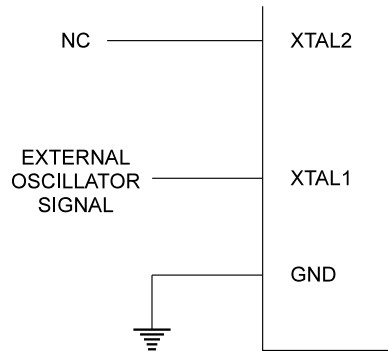 NC XTAL2
EXTERNAL
OSCILLATOR
SIGNAL
XTAL1
GND